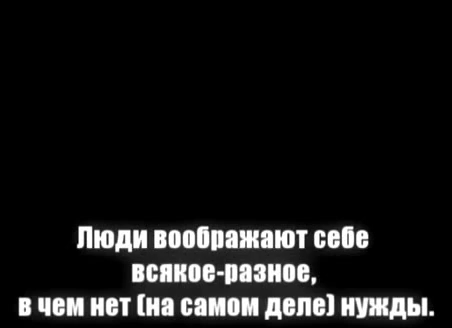 Люди воображают себе
всякое-разное,
в чем нет (на самом деле) нужды.